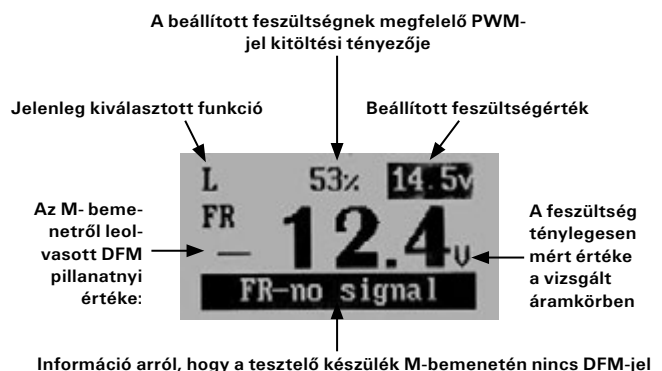 A beállított feszültségnek megfelelő PWM-
jel kitöltési tényezője
Jelenleg kiválasztott funkció
Beállított feszültségérték
L 53% 14.5v
Az M- beme-
netről leol-
vasott DFM
pillanatnyi
értéke:
FR
— 12.4V
A feszültség
ténylegesen
mért értéke
a vizsgált
áramkörben
FR-no signal
Információ arról, hogy a tesztelő készülék M-bemenetén nincs DFM-jel